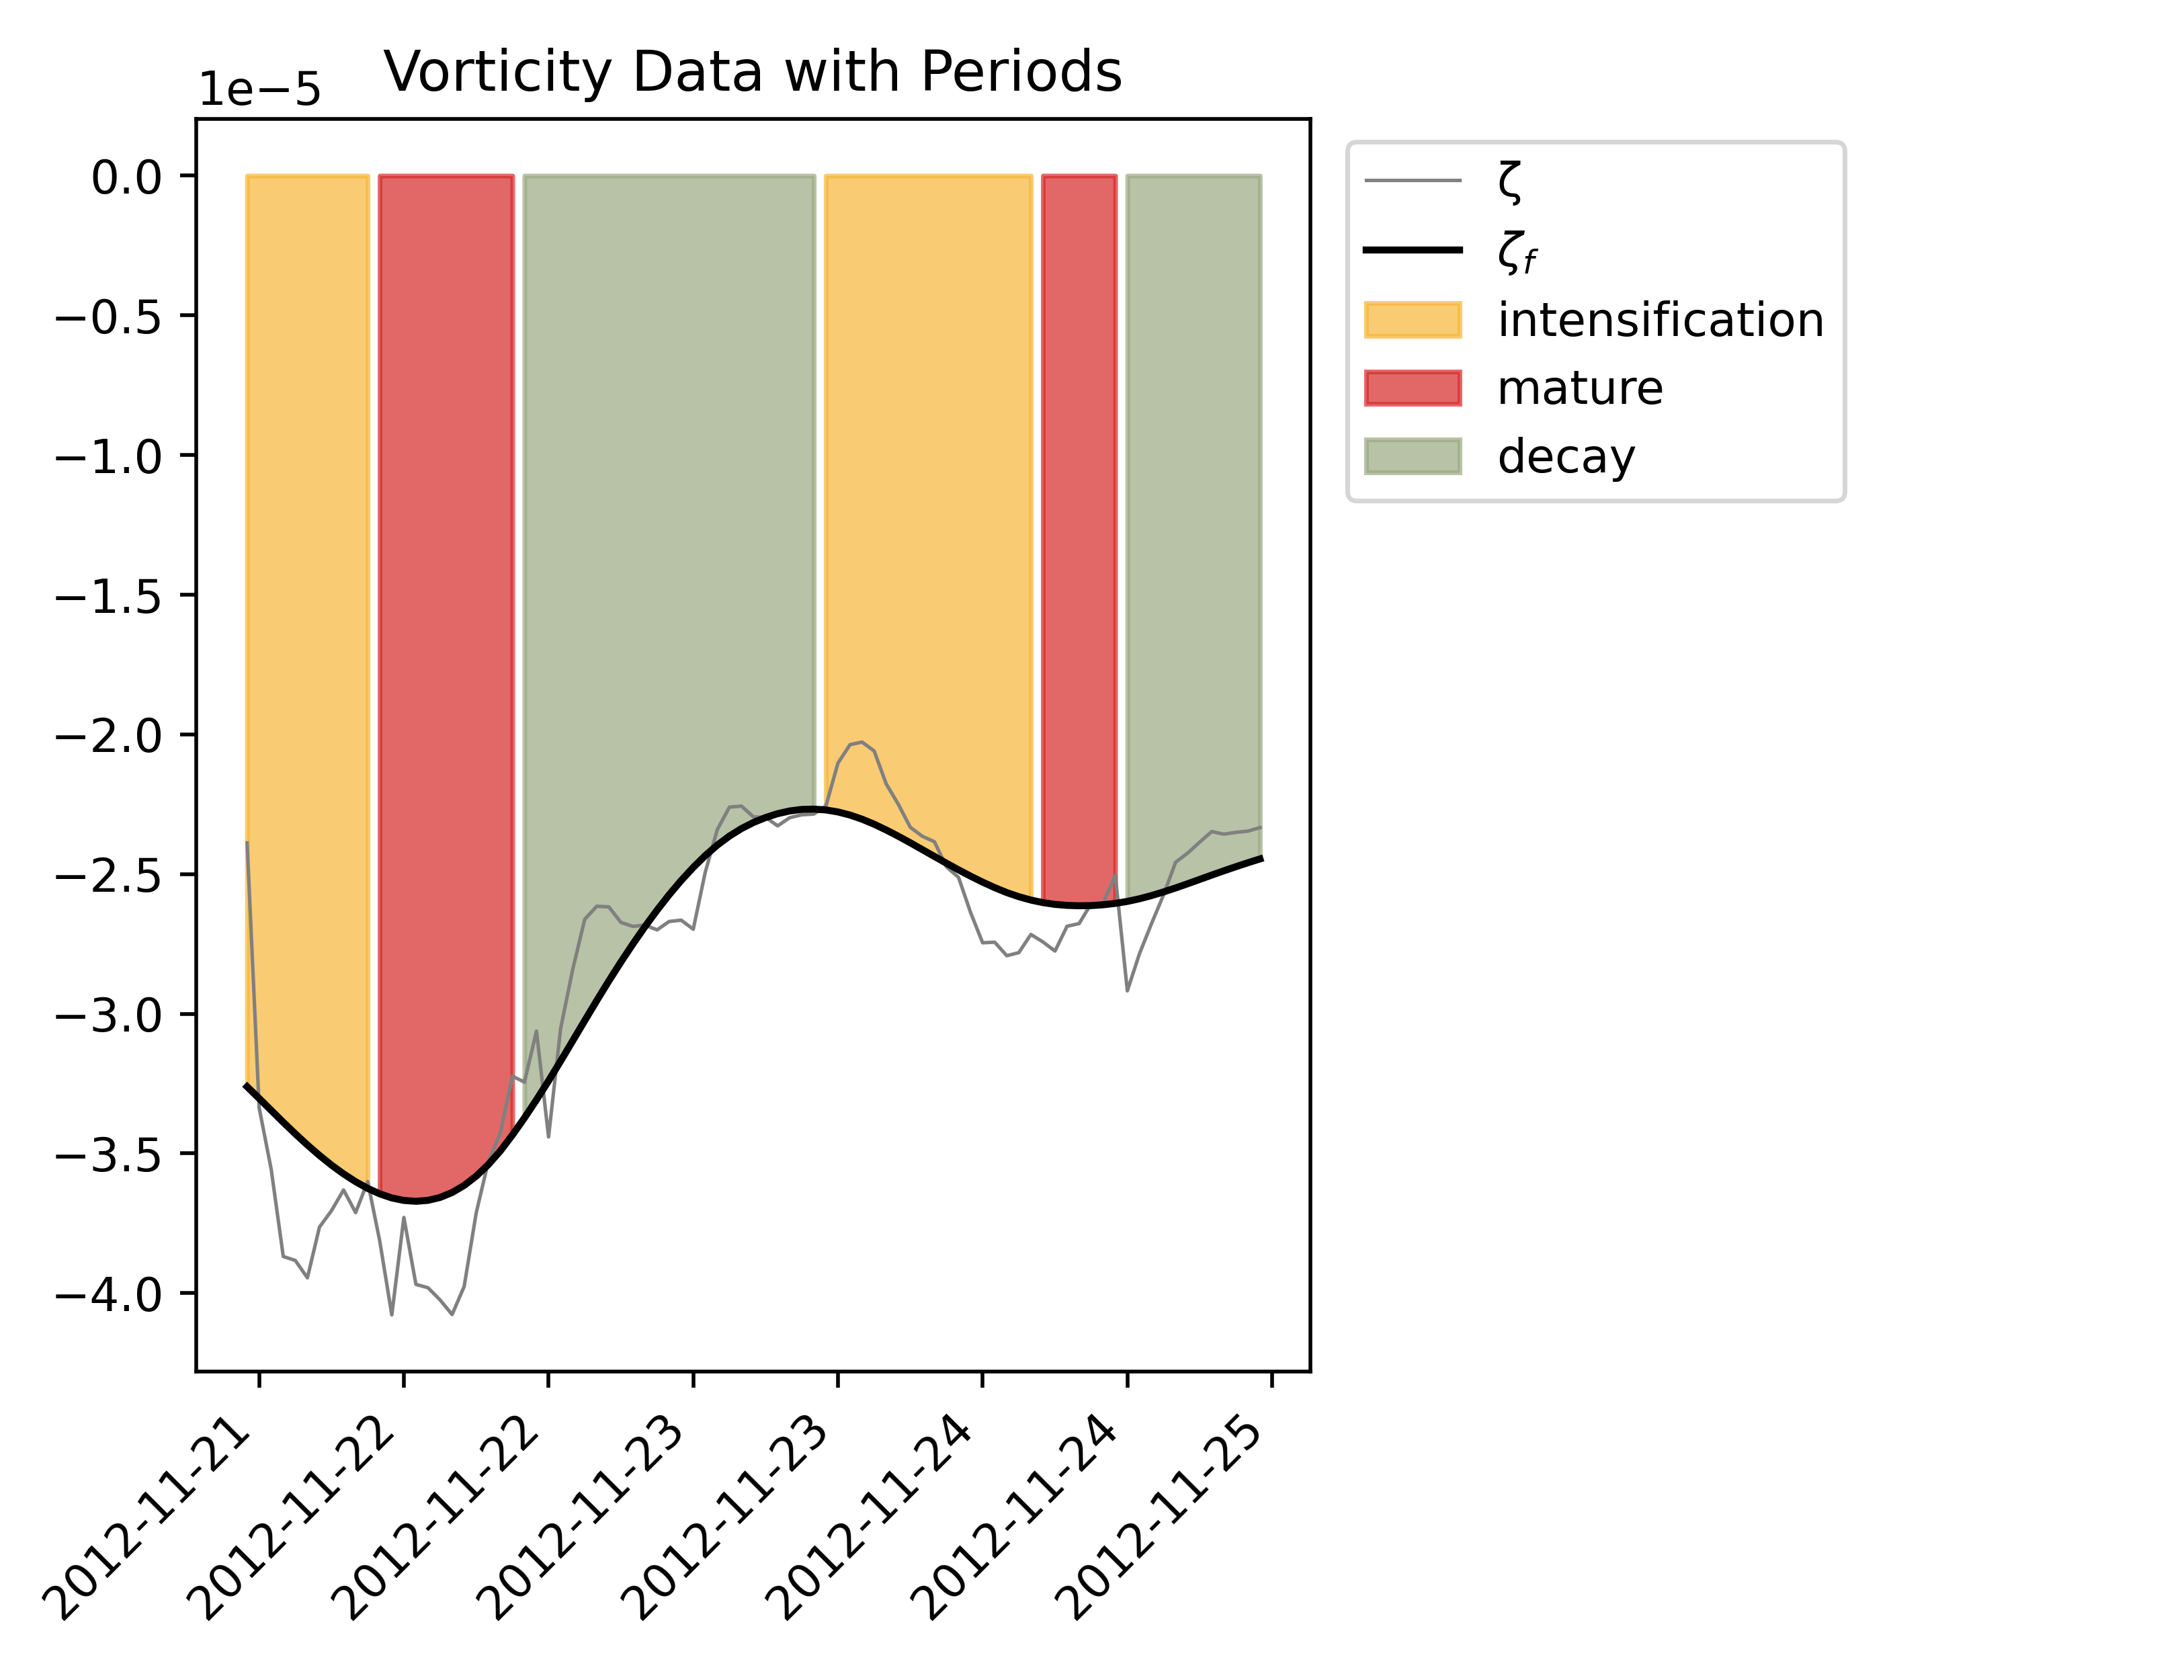 Vorticity Data with Periods
1e−5
0.0
−0.5
−1.0
−1.5
−2.0
−2.5
−3.0
−3.5
−4.0
2012-11-21
2012-11-22
2012-11-22
2012-11-23
2012-11-23
2012-11-24
2012-11-24
2012-11-25
ζ
ζf
intensification
mature
decay